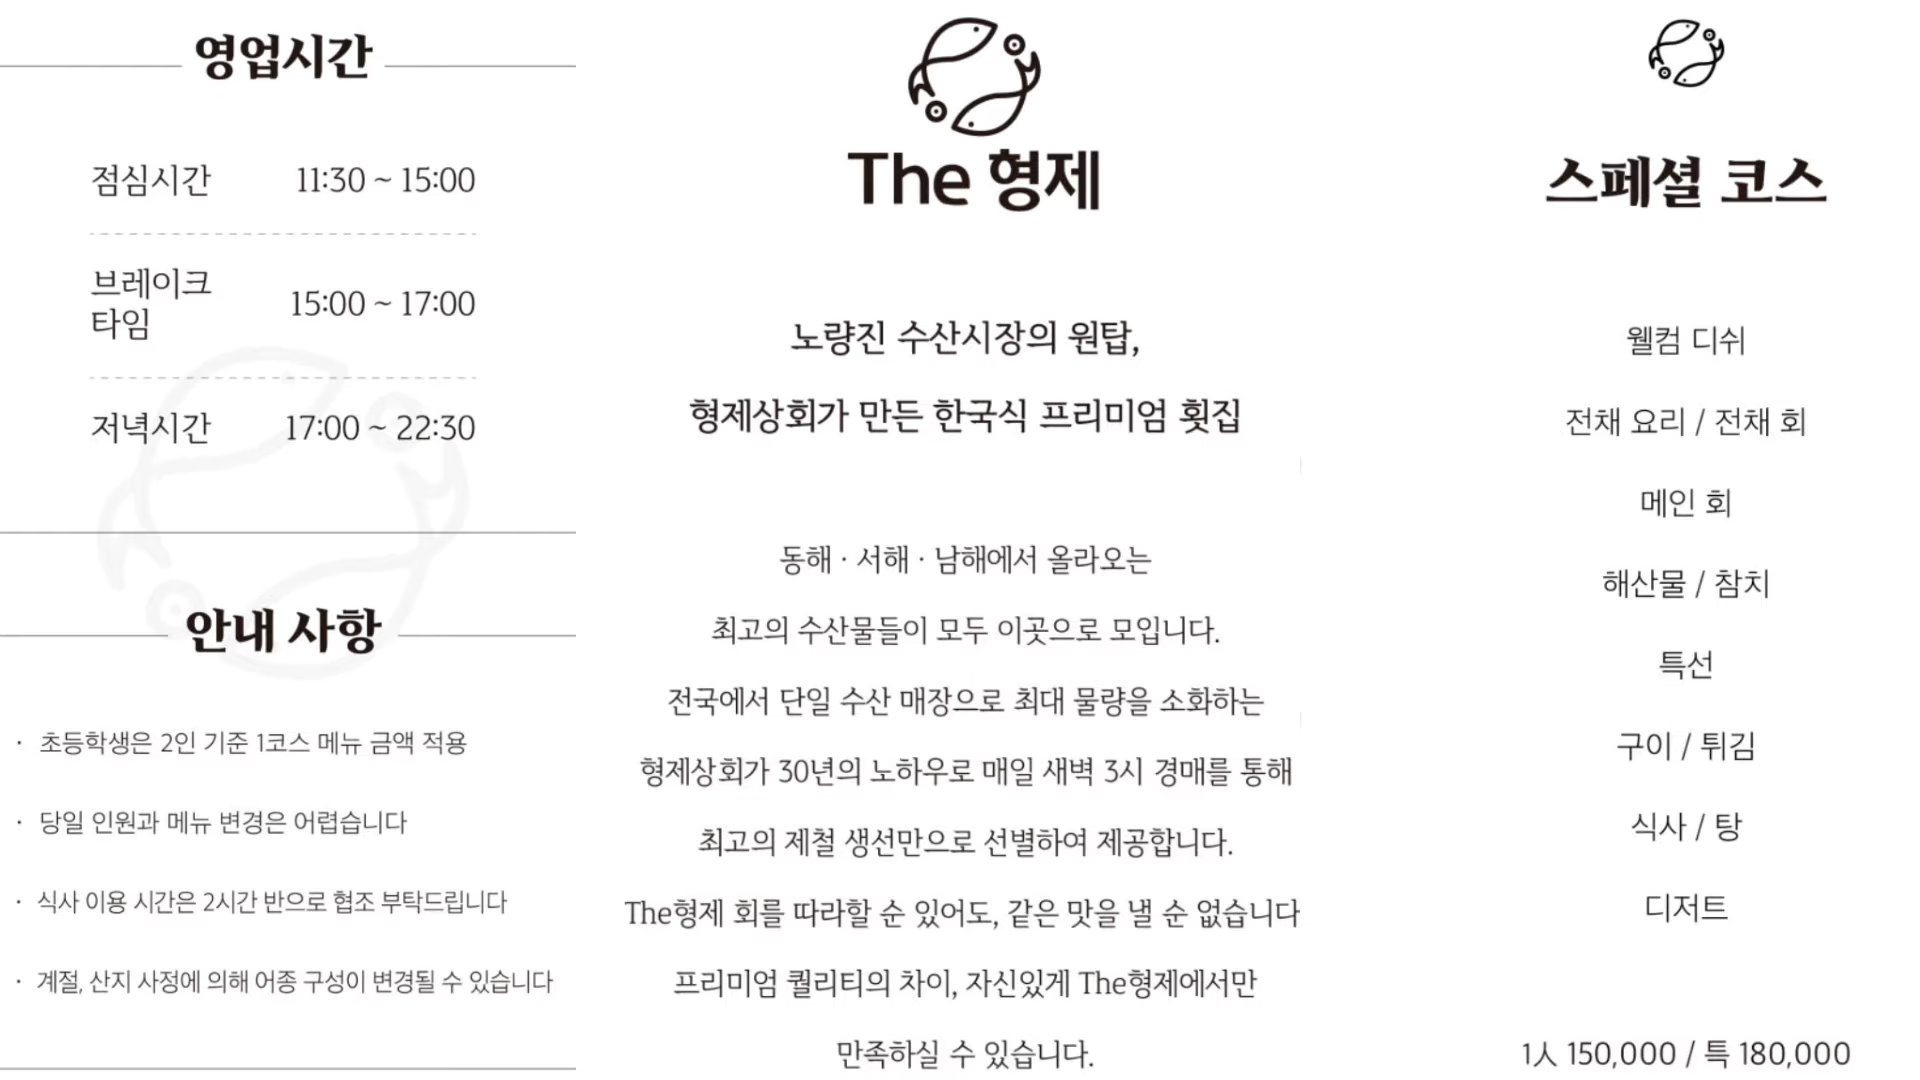 영업시간
점심시간 11:30 ~ 15:00
브레이크
타임 15:00 ~ 17:00
저녁시간 17:00 ~ 22:30
안내 사항
· 초등학생은 2인 기준 1코스 메뉴 금액 적용
· 당일 인원과 메뉴 변경은 어렵습니다
· 식사 이용 시간은 2시간 반으로 협조 부탁드립니다
· 계절, 산지 사정에 의해 어종 구성이 변경될 수 있습니다
The 형제
노량진 수산시장의 원탑,
형제상회가 만든 한국식 프리미엄 횟집
동해 · 서해 · 남해에서 올라오는
최고의 수산물들이 모두 이곳으로 모입니다.
전국에서 단일 수산 매장으로 최대 물량을 소화하는
형제상회가 30년의 노하우로 매일 새벽 3시 경매를 통해
최고의 제철 생선만으로 선별하여 제공합니다.
The형제 회를 따라할 순 있어도, 같은 맛을 낼 순 없습니다
프리미엄 퀄리티의 차이, 자신있게 The형제에서만
만족하실 수 있습니다.
스페셜 코스
웰컴 디쉬
전채 요리 / 전채 회
메인 회
해산물 / 참치
특선
구이 / 튀김
식사 / 탕
디저트
1人 150,000 / 특 180,000